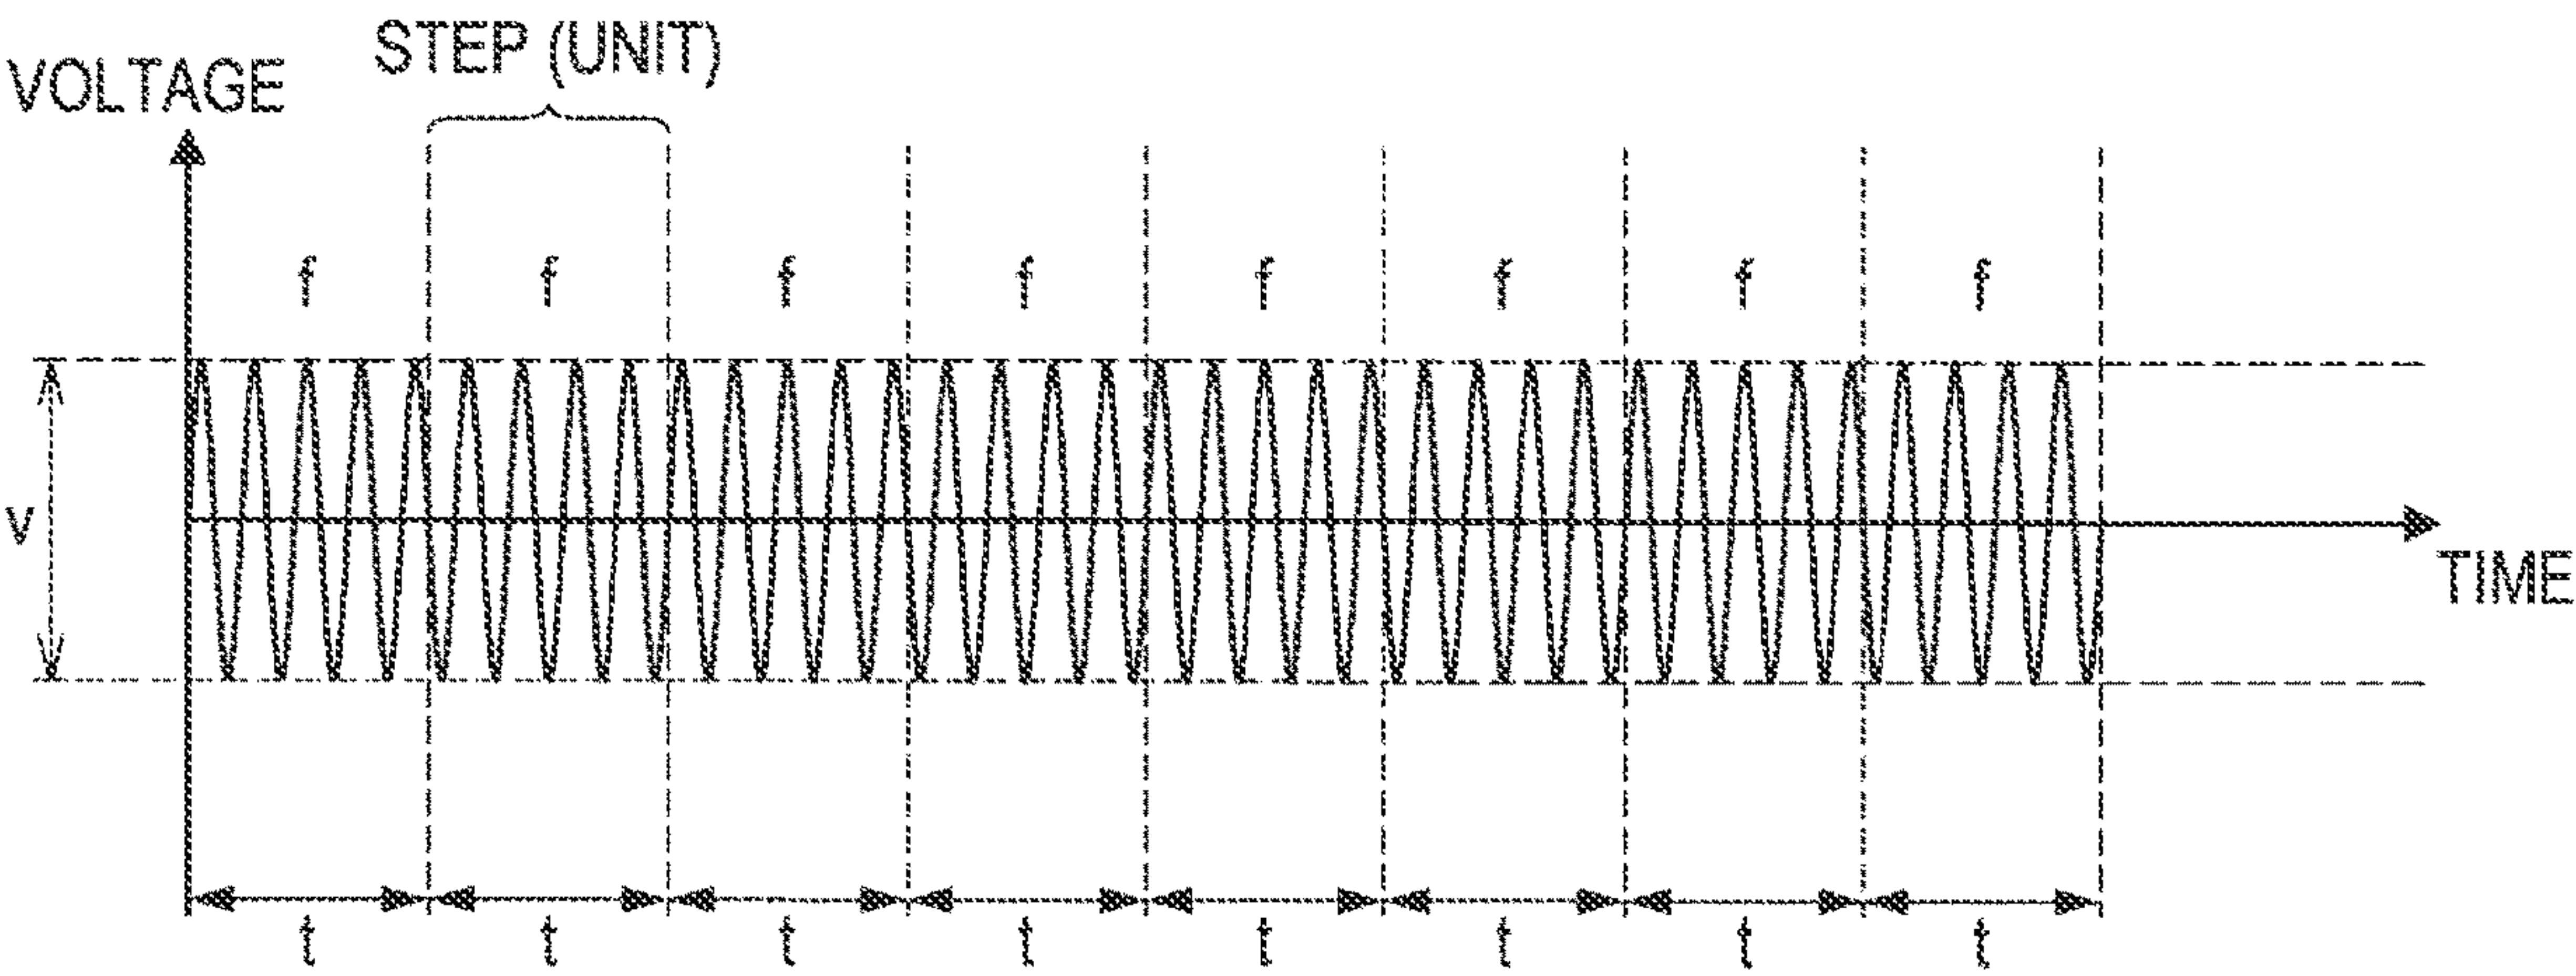 STEP (UNIT)
VOLTAGE
f f f f f f f f
V
TIME
t t t t t t t t